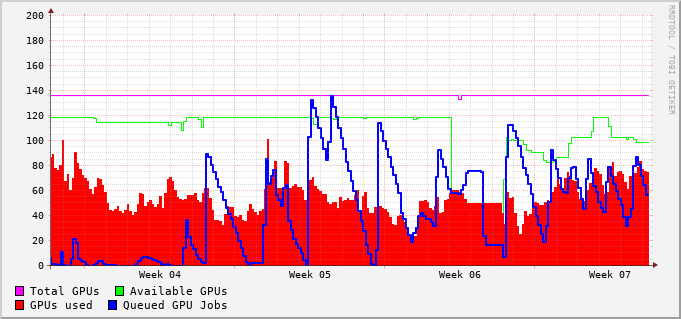 RRDTOOL / TOBI OETIKER
200
180
160
140
120
100
80
60
40
20
0
Week 04 Week 05 Week 06 Week 07
Total GPUs Available GPUs
GPUs used Queued GPU Jobs